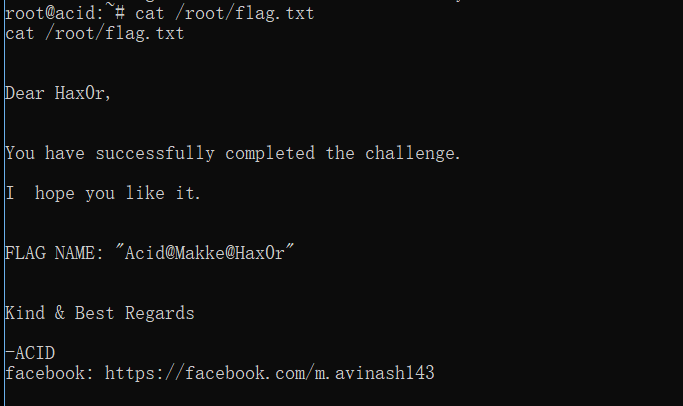 root@acid:~# cat /root/flag.txt
cat /root/flag.txt
Dear Hax0r,
You have successfully completed the challenge.
I  hope you like it.
FLAG NAME: "Acid@Makke@Hax0r"
Kind & Best Regards
-ACID
facebook: https://facebook.com/m.avinash143